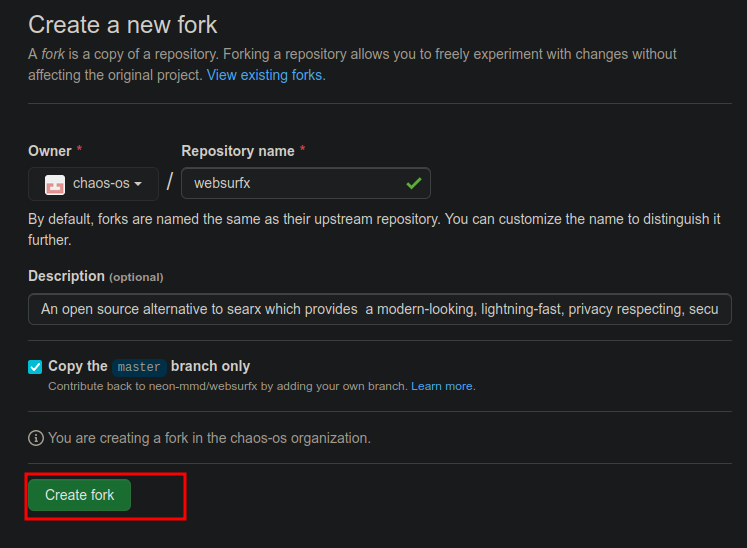 Create a new fork
A fork is a copy of a repository. Forking a repository allows you to freely experiment with changes without
affecting the original project. View existing forks.
Owner * Repository name *
chaos-os / websurfx
By default, forks are named the same as their upstream repository. You can customize the name to distinguish it
further.
Description (optional)
An open source alternative to searx which provides  a modern-looking, lightning-fast, privacy respecting, secu
Copy the master branch only
Contribute back to neon-mmd/websurfx by adding your own branch. Learn more.
You are creating a fork in the chaos-os organization.
Create fork